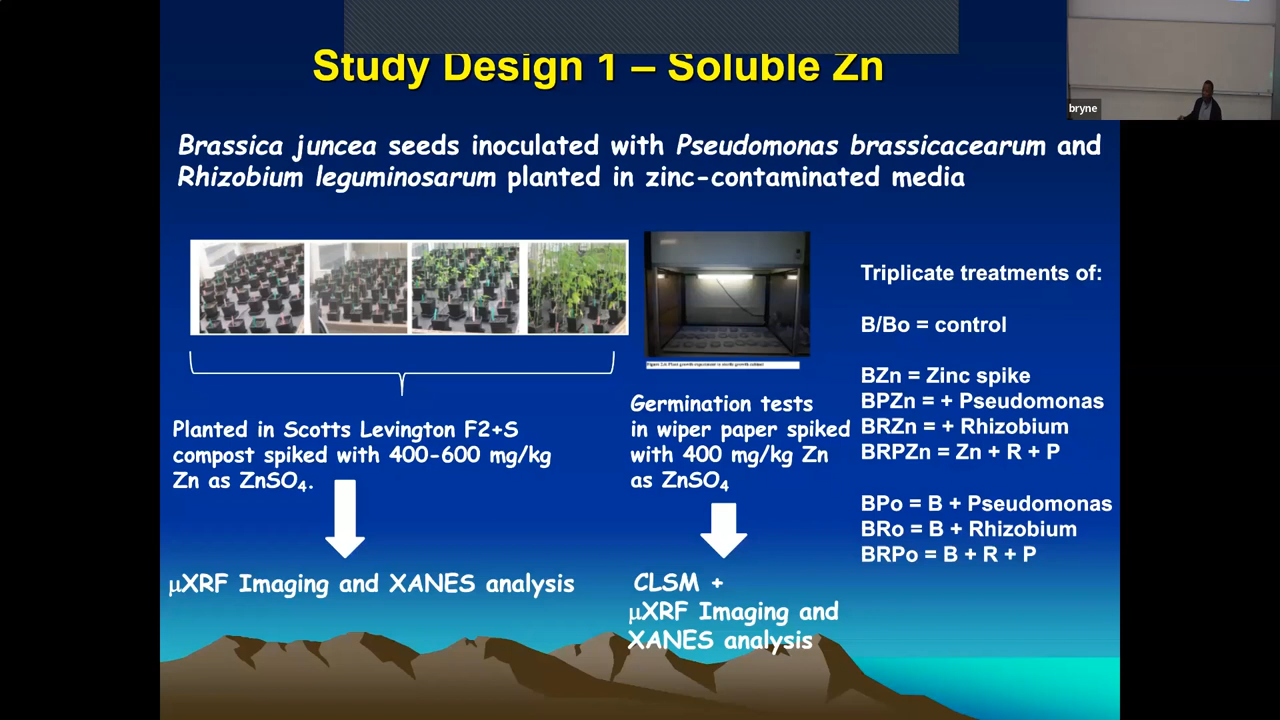 Study Design 1 – Soluble Zn
bryne
Brassica juncea seeds inoculated with Pseudomonas brassicacearum and
Rhizobium leguminosarum planted in zinc-contaminated media
Planted in Scotts Levington F2+S
compost spiked with 400-600 mg/kg
Zn as ZnSO₄.
μXRF Imaging and XANES analysis
Germination tests
in wiper paper spiked
with 400 mg/kg Zn
as ZnSO₄
CLSM +
μXRF Imaging and
XANES analysis
Triplicate treatments of:
B/Bo = control
BZn = Zinc spike
BPZn = + Pseudomonas
BRZn = + Rhizobium
BRPZn = Zn + R + P
BPo = B + Pseudomonas
BRo = B + Rhizobium
BRPo = B + R + P